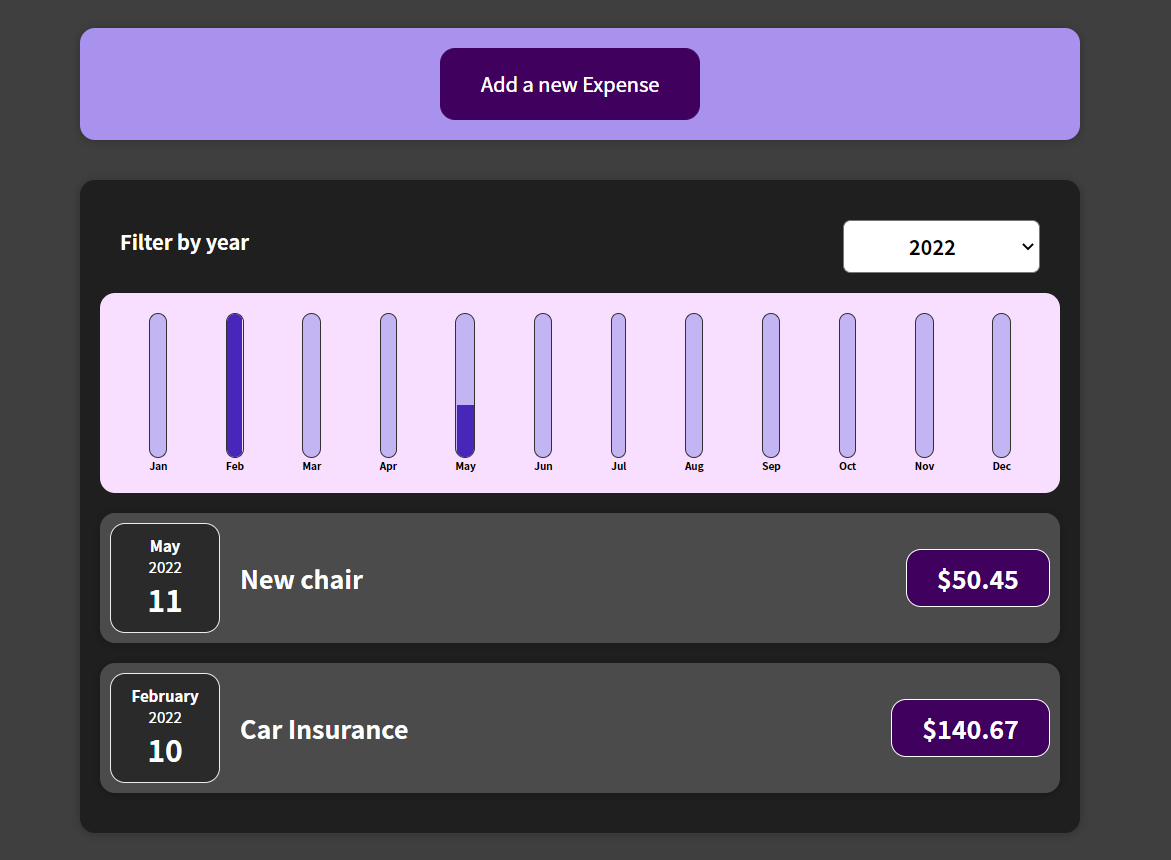 Add a new Expense
Filter by year
2022
Jan Feb Mar Apr May Jun Jul Aug Sep Oct Nov Dec
May
2022
11
New chair
$50.45
February
2022
10
Car Insurance
$140.67